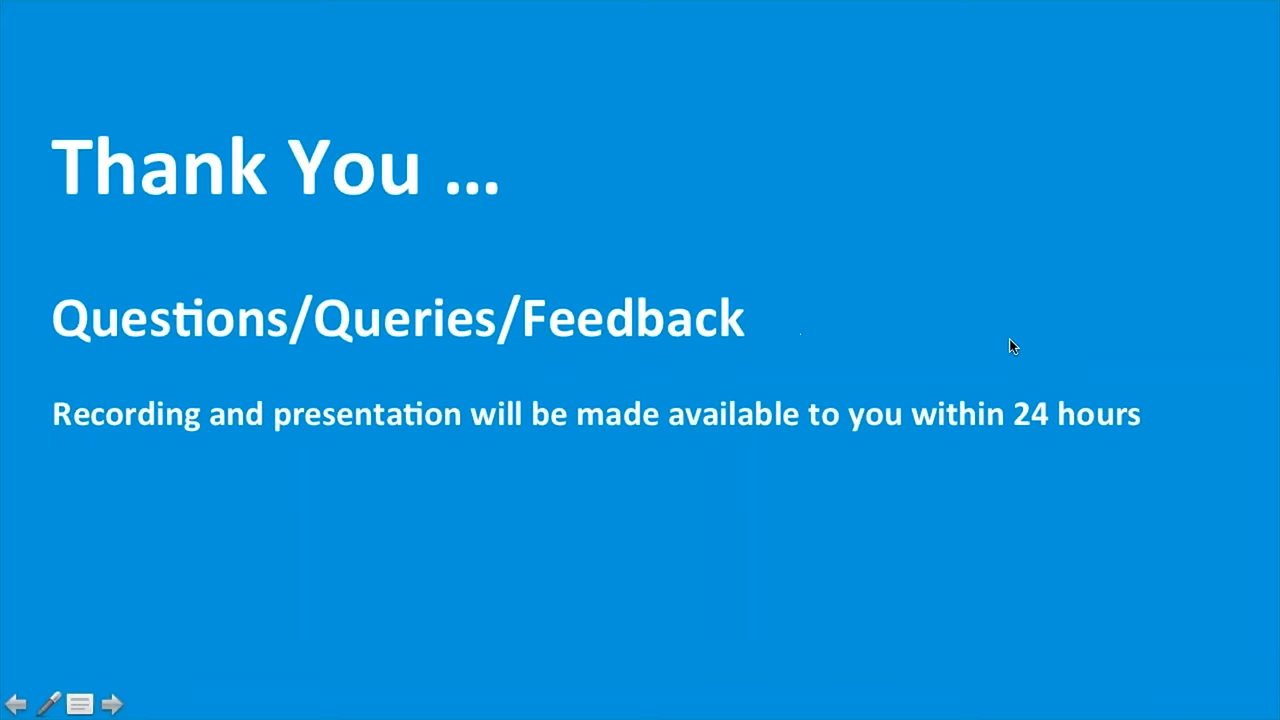 Thank You ...
Questions/Queries/Feedback
Recording and presentation will be made available to you within 24 hours